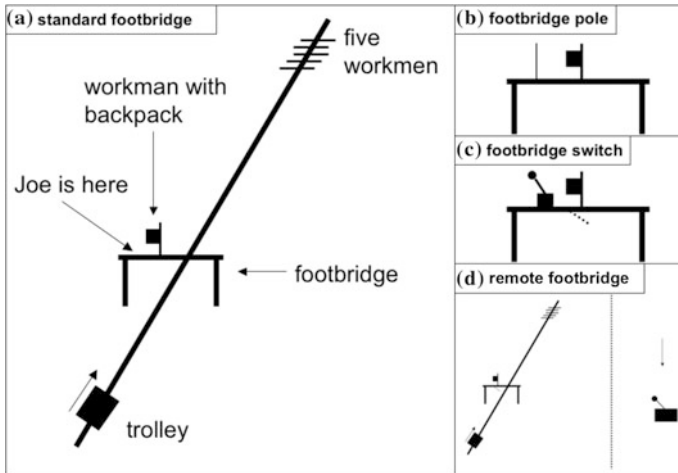 (a) standard footbridge
five
workmen
workman with
backpack
Joe is here
footbridge
trolley
(b) footbridge pole
(c) footbridge switch
(d) remote footbridge